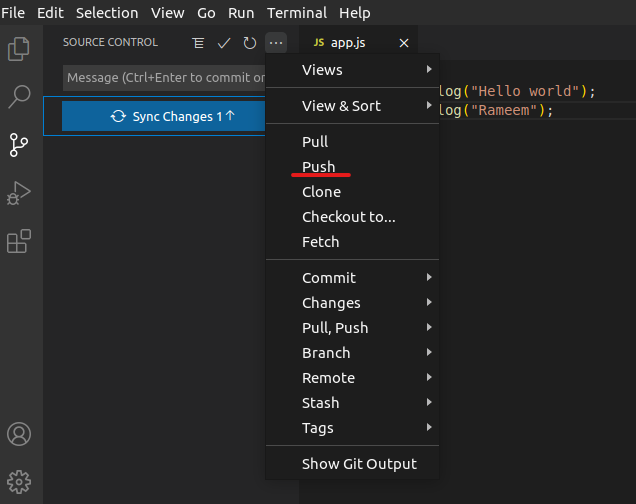 File Edit Selection View Go Run Terminal Help
SOURCE CONTROL
JS app.js
Message (Ctrl+Enter to commit or
Sync Changes 1
log("Hello world");
log("Rameem");
Views
View & Sort
Pull
Push
Clone
Checkout to...
Fetch
Commit
Changes
Pull, Push
Branch
Remote
Stash
Tags
Show Git Output